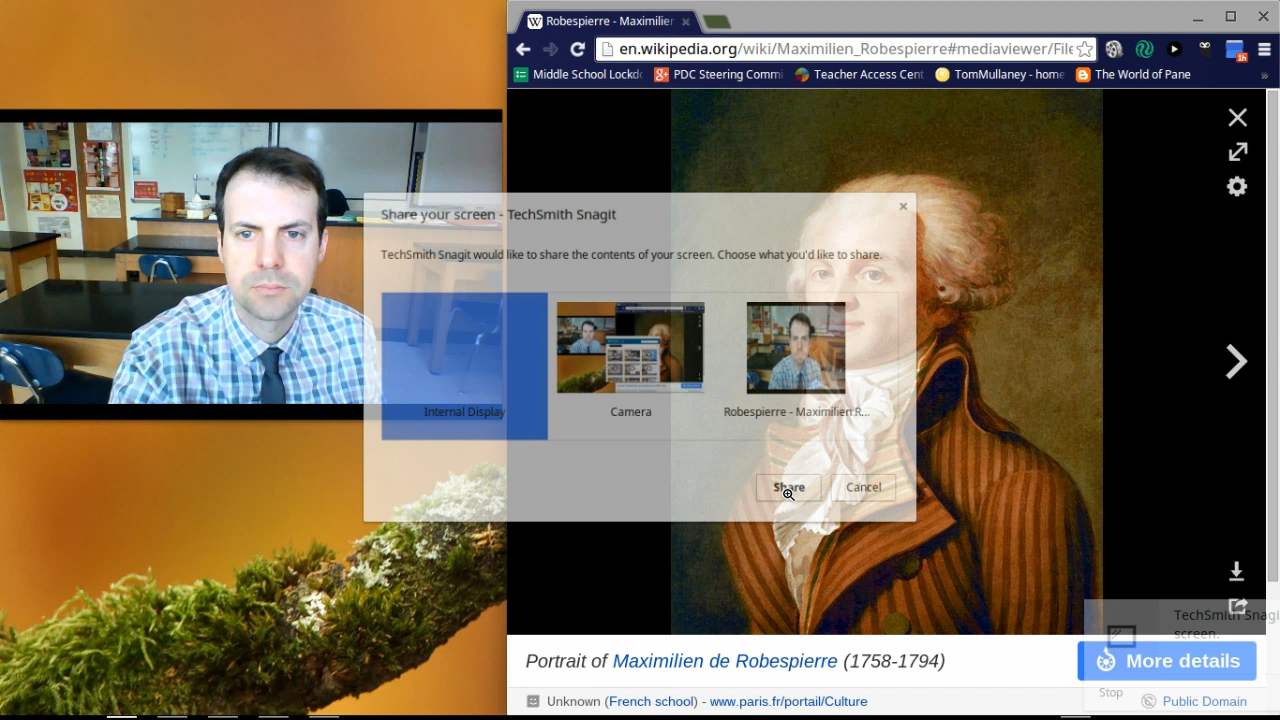 Robespierre - Maximilien
en.wikipedia.org/wiki/Maximilien_Robespierre#mediaviewer/File
Middle School Lockdo
PDC Steering Commi
Teacher Access Cent
TomMullaney - home
The World of Pane
»
1h
Share your screen - TechSmith Snagit
TechSmith Snagit would like to share the contents of your screen. Choose what you'd like to share.
Internal Display
Camera
Robespierre - Maximilien R...
Share
Cancel
TechSmith Snagi
screen.
Stop
Portrait of Maximilien de Robespierre (1758-1794)
More details
Unknown (French school) - www.paris.fr/portail/Culture
Public Domain